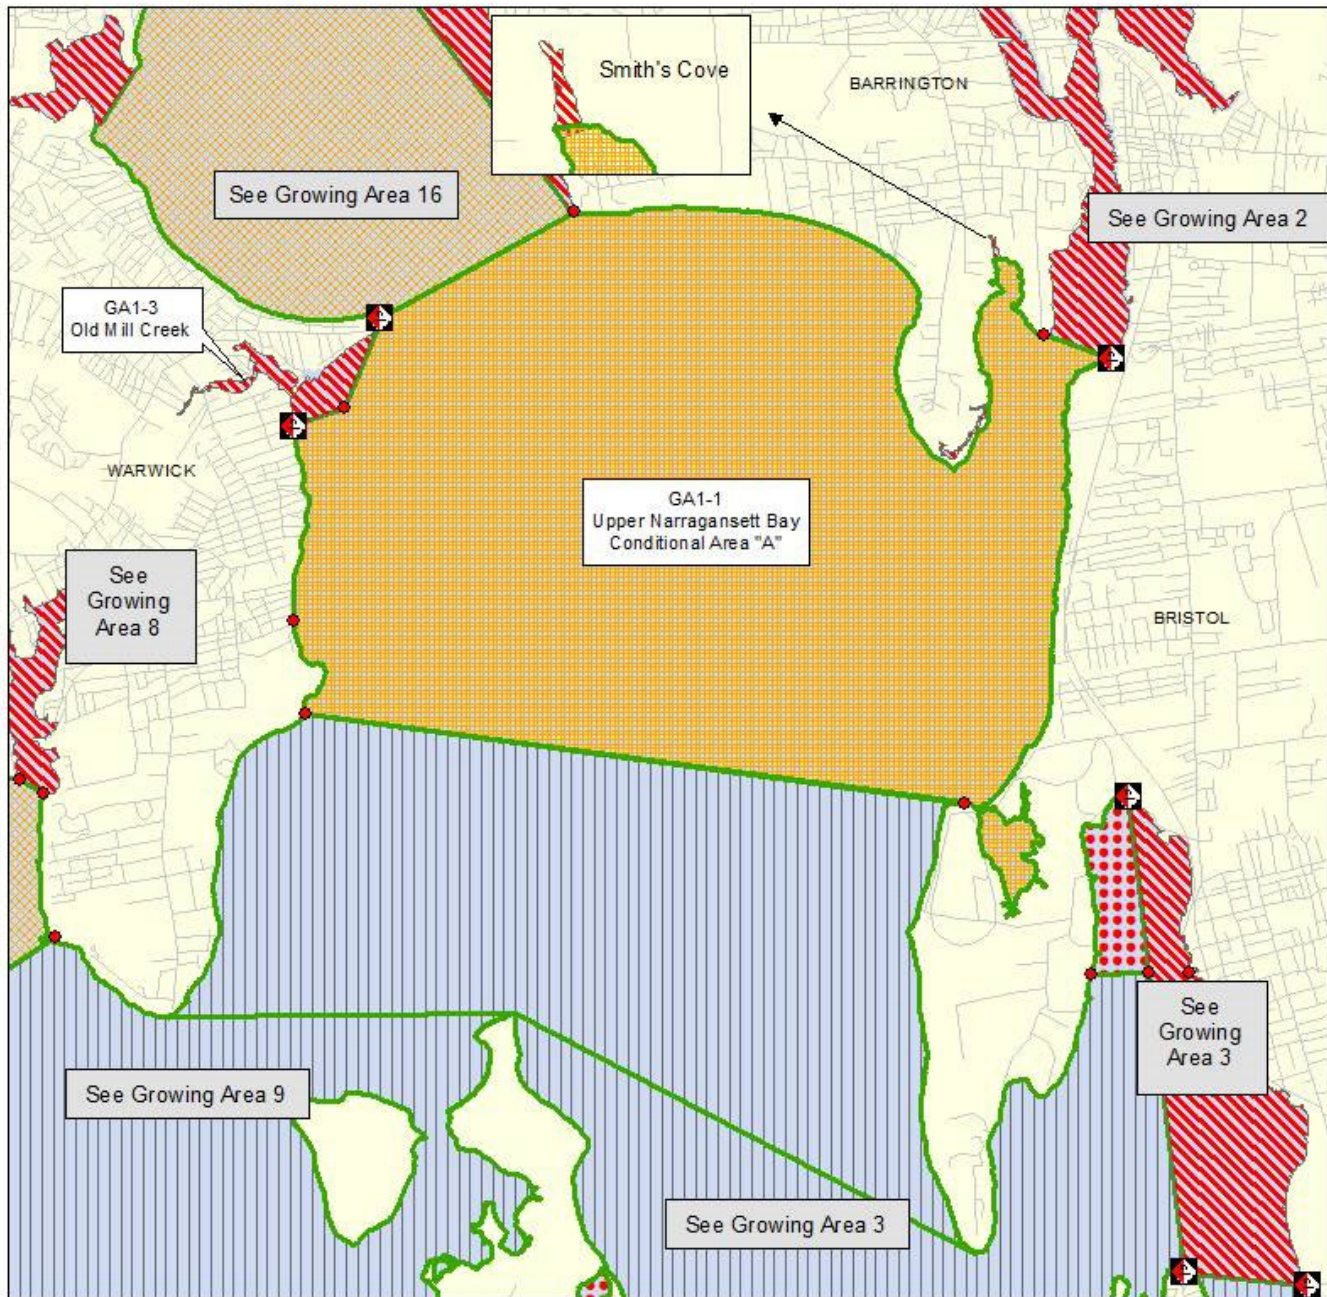 Smith's Cove
BARRINGTON
See Growing Area 16
See Growing Area 2
GA1-3
Old Mill Creek
WARWICK
GA1-1
Upper Narragansett Bay
Conditional Area "A"
See
Growing
Area 8
BRISTOL
See
Growing
Area 3
See Growing Area 9
See Growing Area 3